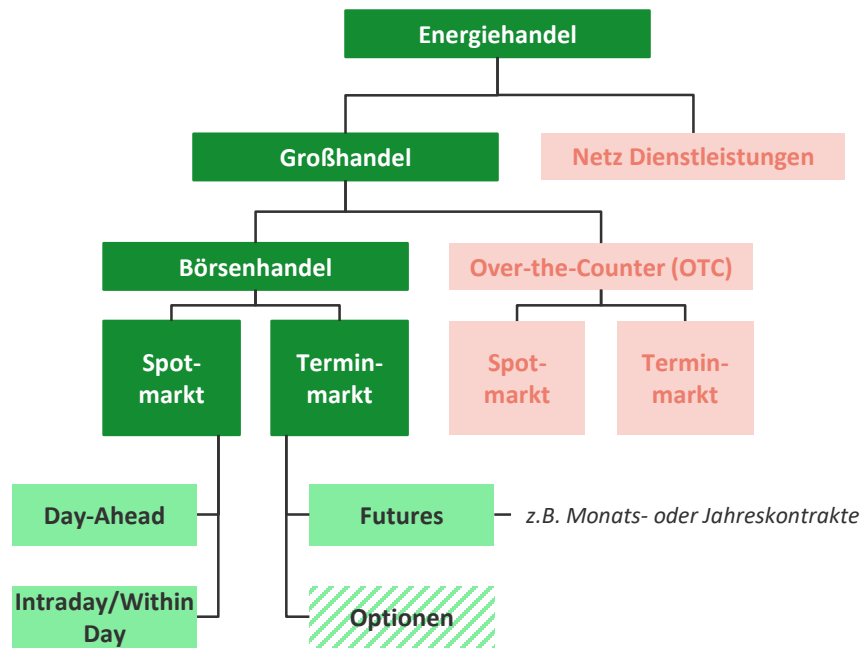 Energiehandel
Großhandel
Netz Dienstleistungen
Börsenhandel
Over-the-Counter (OTC)
Spot-
markt
Termin-
markt
Spot-
markt
Termin-
markt
Day-Ahead
Futures
z.B. Monats- oder Jahreskontrakte
Intraday/Within
Day
Optionen